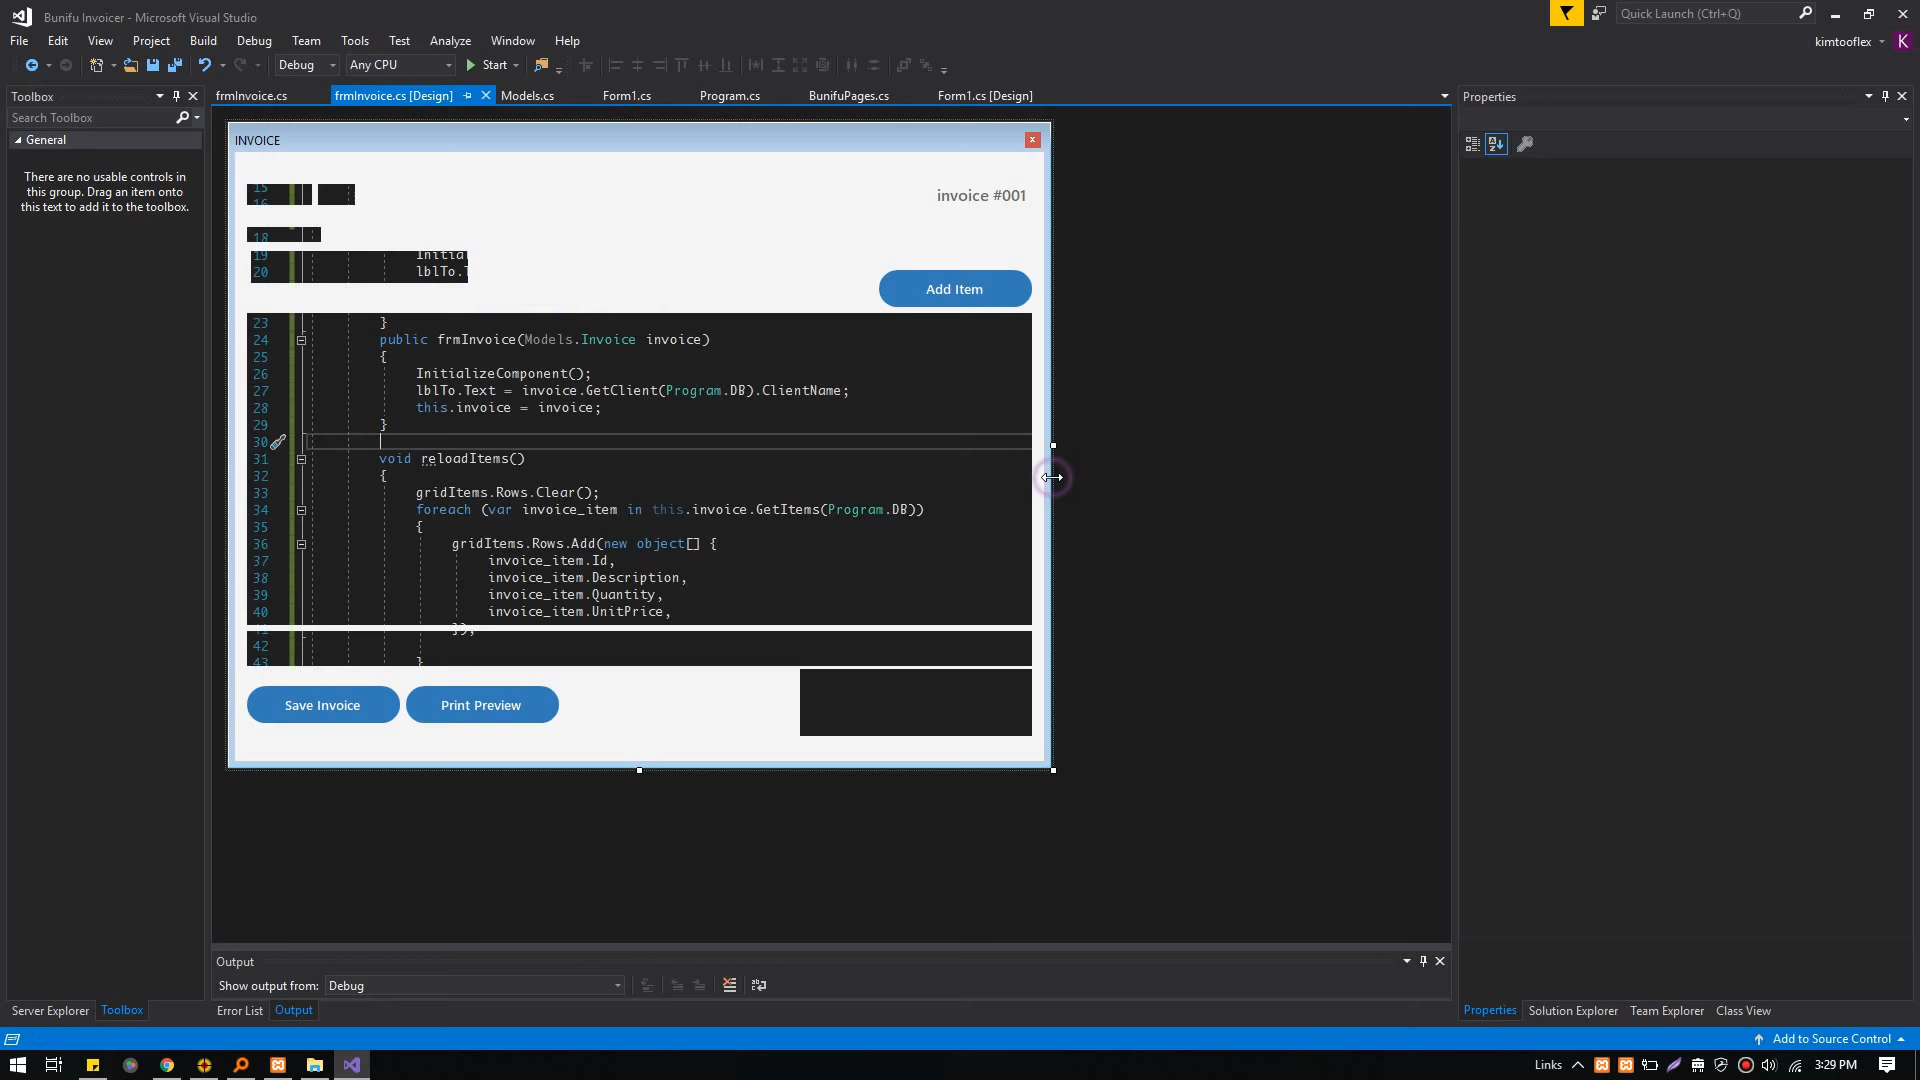 Bunifu Invoicer - Microsoft Visual Studio
Quick Launch (Ctrl+Q)
File Edit View Project Build Debug Team Tools Test Analyze Window Help
kimtooflex K
Debug Any CPU Start
Toolbox
Search Toolbox
General
There are no usable controls in
this group. Drag an item onto
this text to add it to the toolbox.
frmInvoice.cs frmInvoice.cs [Design] Models.cs Form1.cs Program.cs BunifuPages.cs Form1.cs [Design]
Properties
INVOICE
15
16
invoice #001
18
19 Initial
20 lblTo.T
Add Item
23 }
24 public frmInvoice(Models.Invoice invoice)
25 {
26 InitializeComponent();
27 lblTo.Text = invoice.GetClient(Program.DB).ClientName;
28 this.invoice = invoice;
29 }
30
31 void reloadItems()
32 {
33 gridItems.Rows.Clear();
34 foreach (var invoice_item in this.invoice.GetItems(Program.DB))
35 {
36 gridItems.Rows.Add(new object[] {
37 invoice_item.Id,
38 invoice_item.Description,
39 invoice_item.Quantity,
40 invoice_item.UnitPrice,
41 });
42
43 }
Save Invoice Print Preview
Output
Show output from: Debug
Server Explorer Toolbox
Error List Output
Properties Solution Explorer Team Explorer Class View
Add to Source Control
Links 3:29 PM